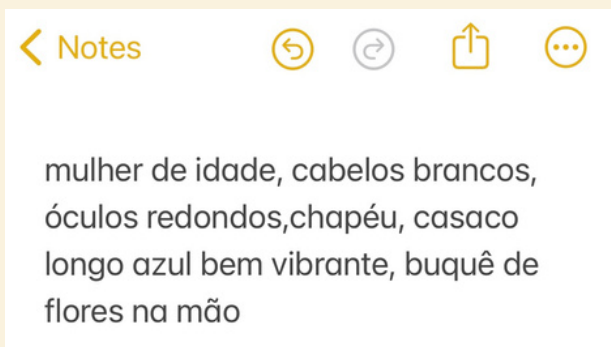 Notes
mulher de idade, cabelos brancos,
óculos redondos,chapéu, casaco
longo azul bem vibrante, buquê de
flores na mão